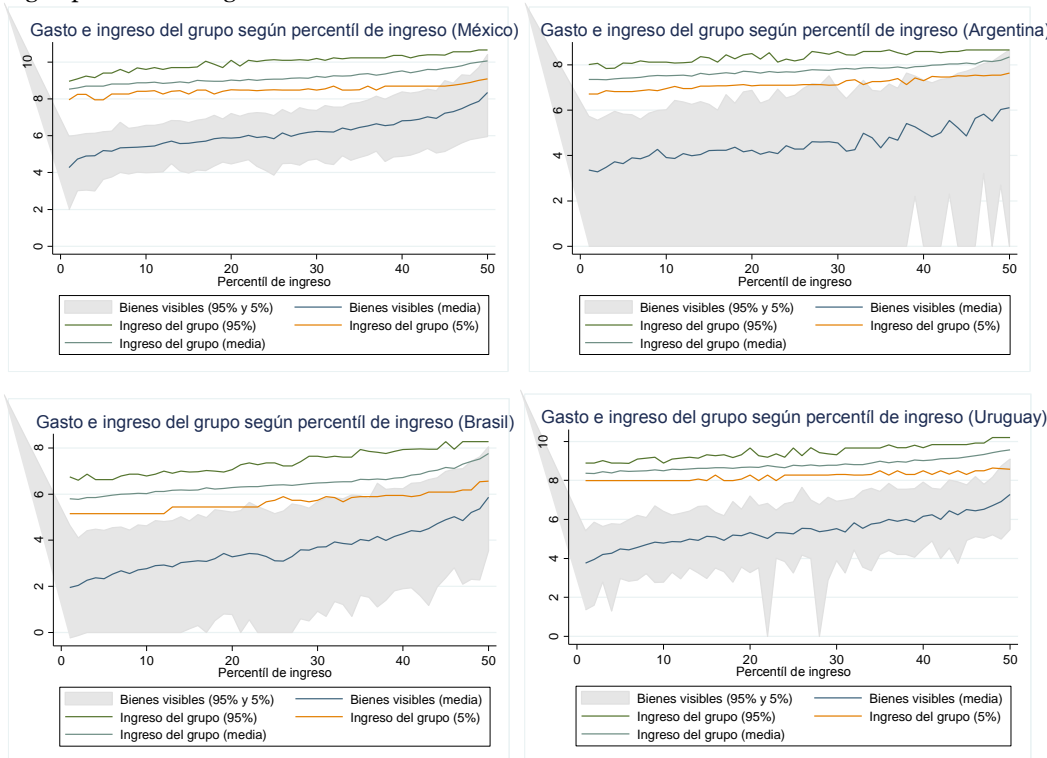 Gasto e ingreso del grupo según percentíl de ingreso (México)
10
8
6
4
2
0
0 10 20 30 40 50
Percentíl de ingreso
Bienes visibles (95% y 5%) Bienes visibles (media)
Ingreso del grupo (95%) Ingreso del grupo (5%)
Ingreso del grupo (media)
Gasto e ingreso del grupo según percentíl de ingreso (Argentina)
8
6
4
2
0
0 10 20 30 40 50
Percentíl de ingreso
Bienes visibles (95% y 5%) Bienes visibles (media)
Ingreso del grupo (95%) Ingreso del grupo (5%)
Ingreso del grupo (media)
Gasto e ingreso del grupo según percentíl de ingreso (Brasil)
8
6
4
2
0
0 10 20 30 40 50
Percentíl de ingreso
Bienes visibles (95% y 5%) Bienes visibles (media)
Ingreso del grupo (95%) Ingreso del grupo (5%)
Ingreso del grupo (media)
Gasto e ingreso del grupo según percentíl de ingreso (Uruguay)
10
8
6
4
2
0
0 10 20 30 40 50
Percentíl de ingreso
Bienes visibles (95% y 5%) Bienes visibles (media)
Ingreso del grupo (95%) Ingreso del grupo (5%)
Ingreso del grupo (media)